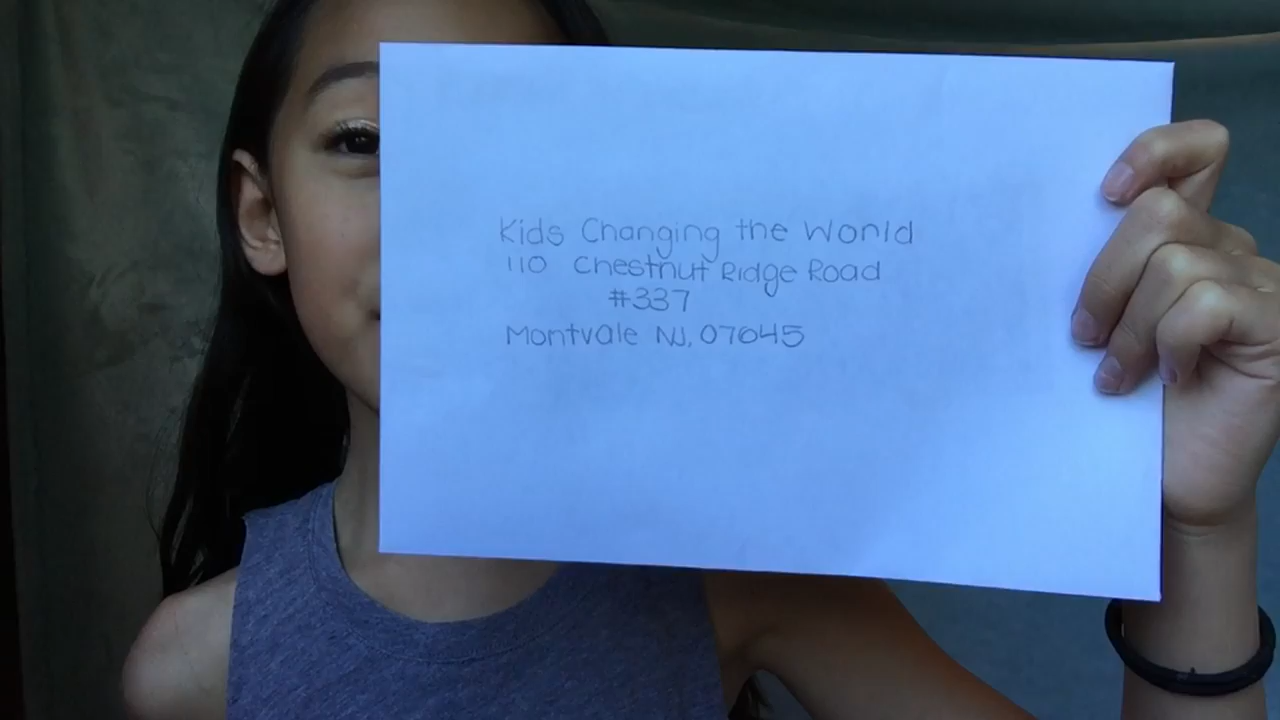 Kids Changing the World
110 Chestnut Ridge Road
#337
Montvale NJ, 07645